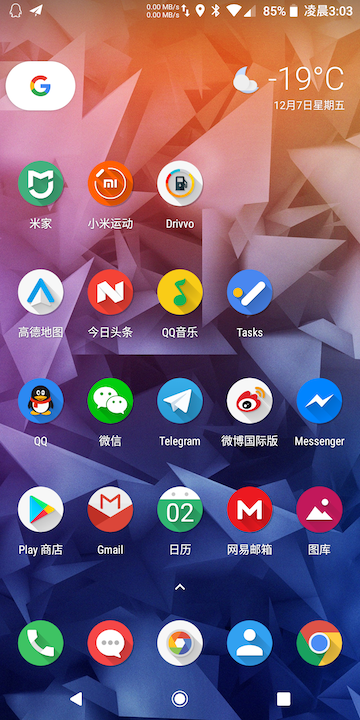 0.00 MB/s
0.00 MB/s
85%
凌晨3:03
G
-19°C
12月7日星期五
mi
米家
小米运动
Drivvo
高德地图
今日头条
QQ音乐
Tasks
QQ
微信
Telegram
微博国际版
Messenger
02
Play 商店
Gmail
日历
网易邮箱
图库